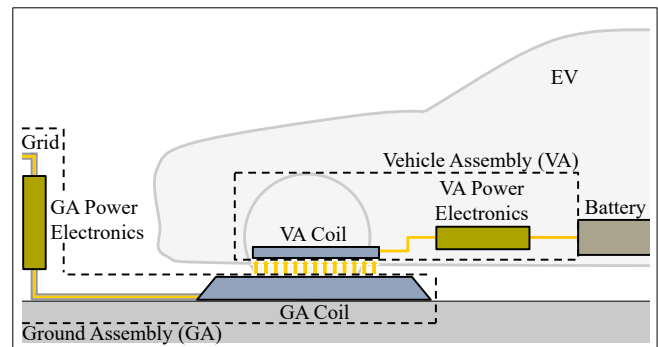 EV
Grid
Vehicle Assembly (VA)
GA Power
Electronics
VA Power
Electronics
Battery
VA Coil
GA Coil
Ground Assembly (GA)